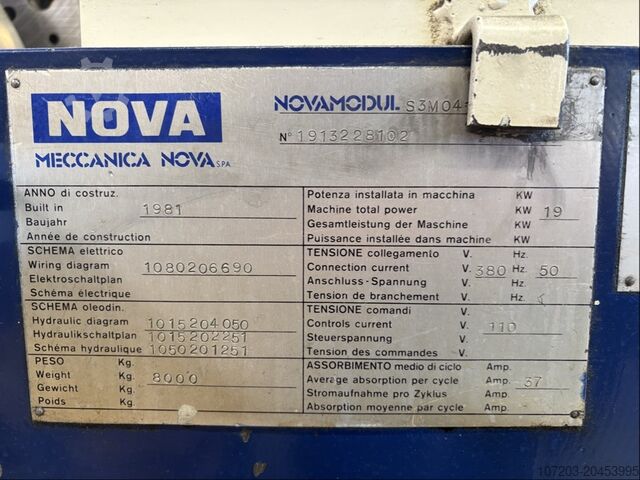 NOVA
MECCANICA NOVA S.P.A.
NOVAMODUL S3M04
N° 1913228102
ANNO di costruz.
Built in 1981
Baujahr
Année de construction
SCHEMA elettrico
Wiring diagram 1080206690
Elektroschaltplan
Schéma électrique
SCHEMA oleodin.
Hydraulic diagram 1015204050
Hydraulikschaltplan 1015202251
Schéma hydraulique 1050201251
PESO Kg.
Weight Kg. 8000
Gewicht Kg.
Poids Kg.
Potenza installata in macchina KW
Machine total power KW 19
Gesamtleistung der Maschine KW
Puissance installée dans machine KW
TENSIONE collegamento V. Hz.
Connection current V. 380 Hz. 50
Anschluss-Spannung V. Hz.
Tension de branchement V. Hz.
TENSIONE comandi V.
Controls current V. 110
Steuerspannung V.
Tension des commandes V.
ASSORBIMENTO medio di ciclo Amp.
Average absorption per cycle Amp. 37
Stromaufnahme pro Zyklus Amp.
Absorption moyenne par cycle Amp.
107203-20453995